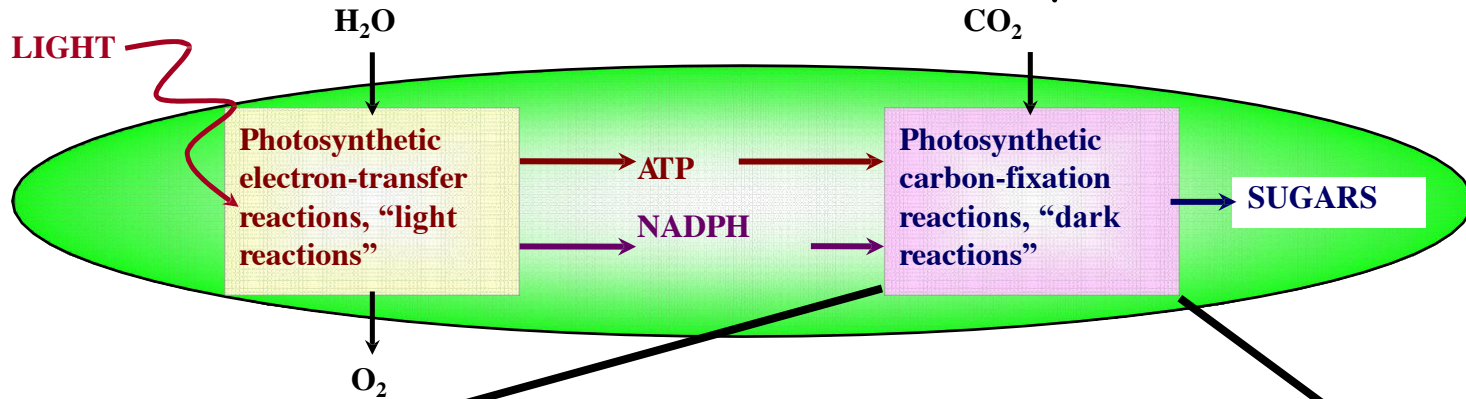 H₂O
CO₂
LIGHT
Photosynthetic
electron-transfer
reactions, “light
reactions”
ATP
NADPH
Photosynthetic
carbon-fixation
reactions, “dark
reactions”
SUGARS
O₂